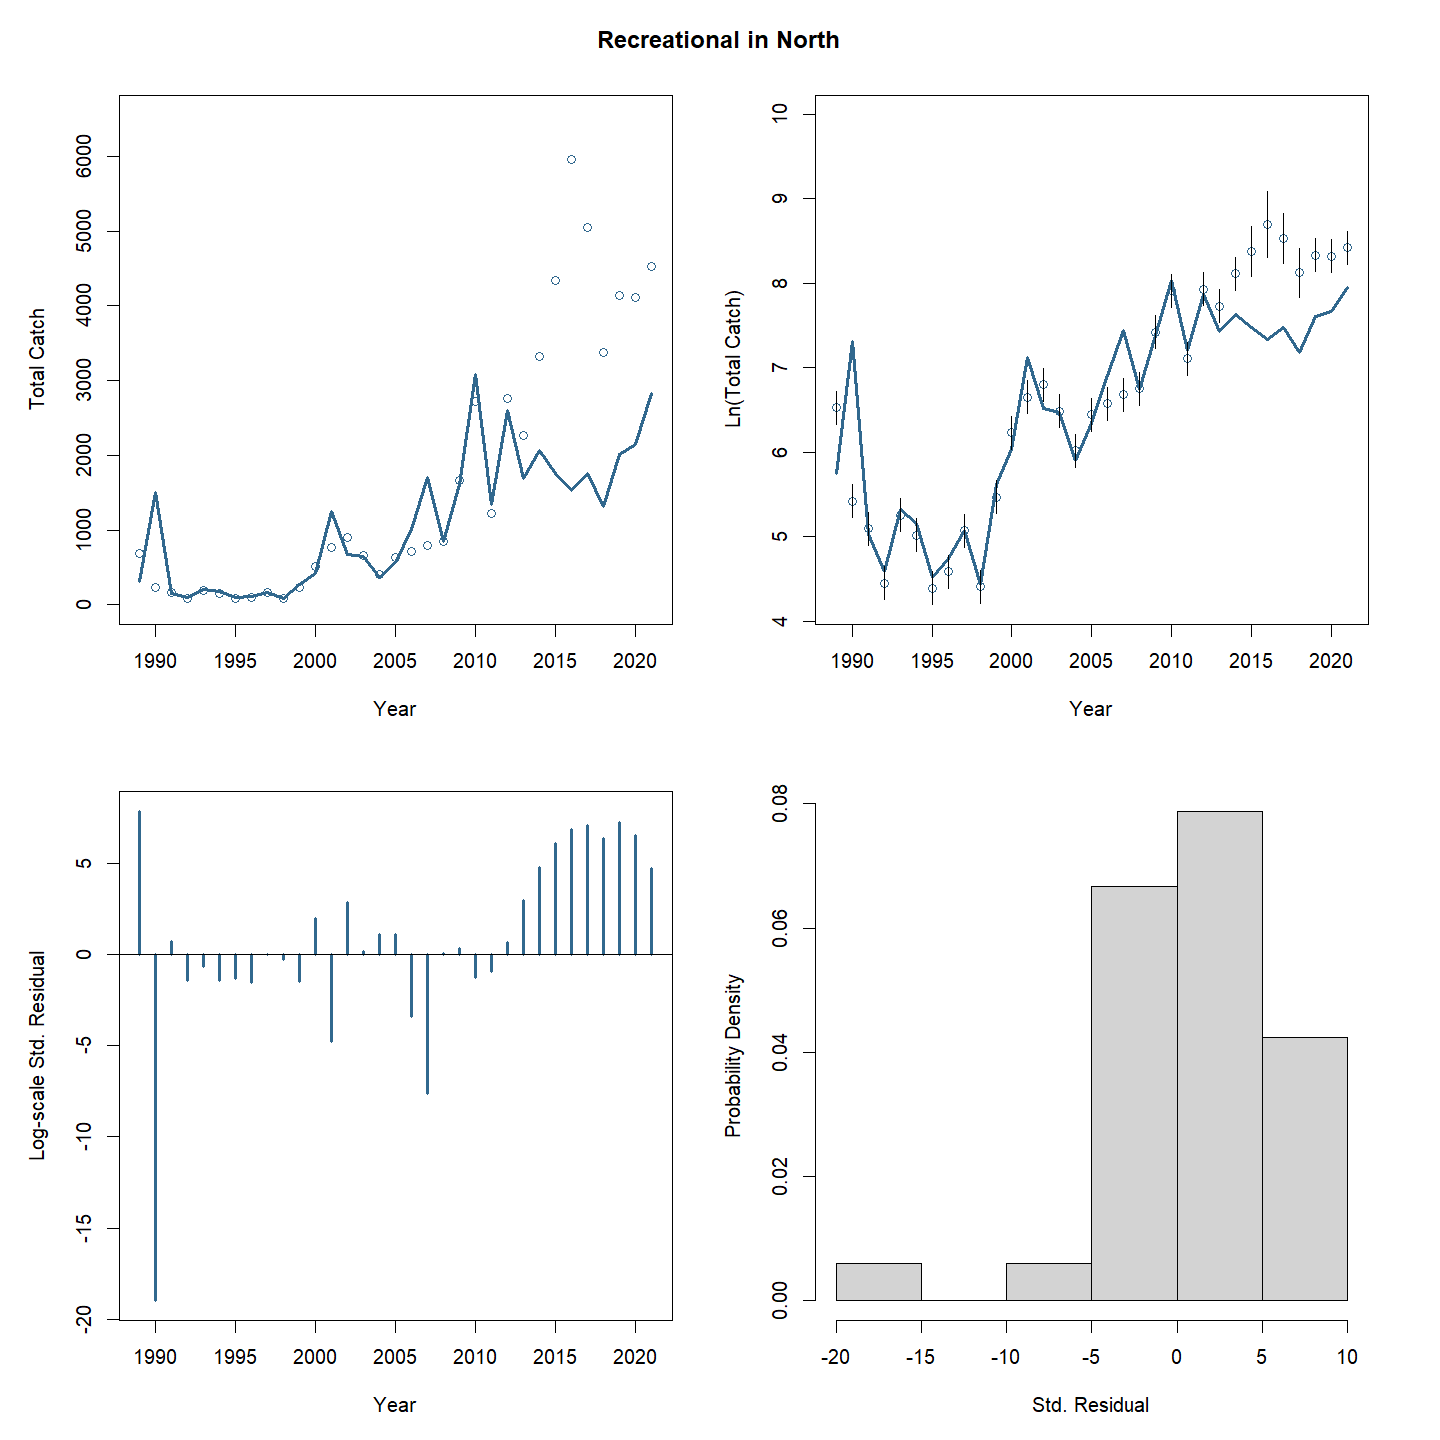 Recreational in North
Total Catch
6000
5000
4000
3000
2000
1000
0
1990 1995 2000 2005 2010 2015 2020
Year
Ln(Total Catch)
10
9
8
7
6
5
4
1990 1995 2000 2005 2010 2015 2020
Year
Log-scale Std. Residual
5
0
-5
-10
-15
-20
1990 1995 2000 2005 2010 2015 2020
Year
Probability Density
0.08
0.06
0.04
0.02
0.00
-20 -15 -10 -5 0 5 10
Std. Residual